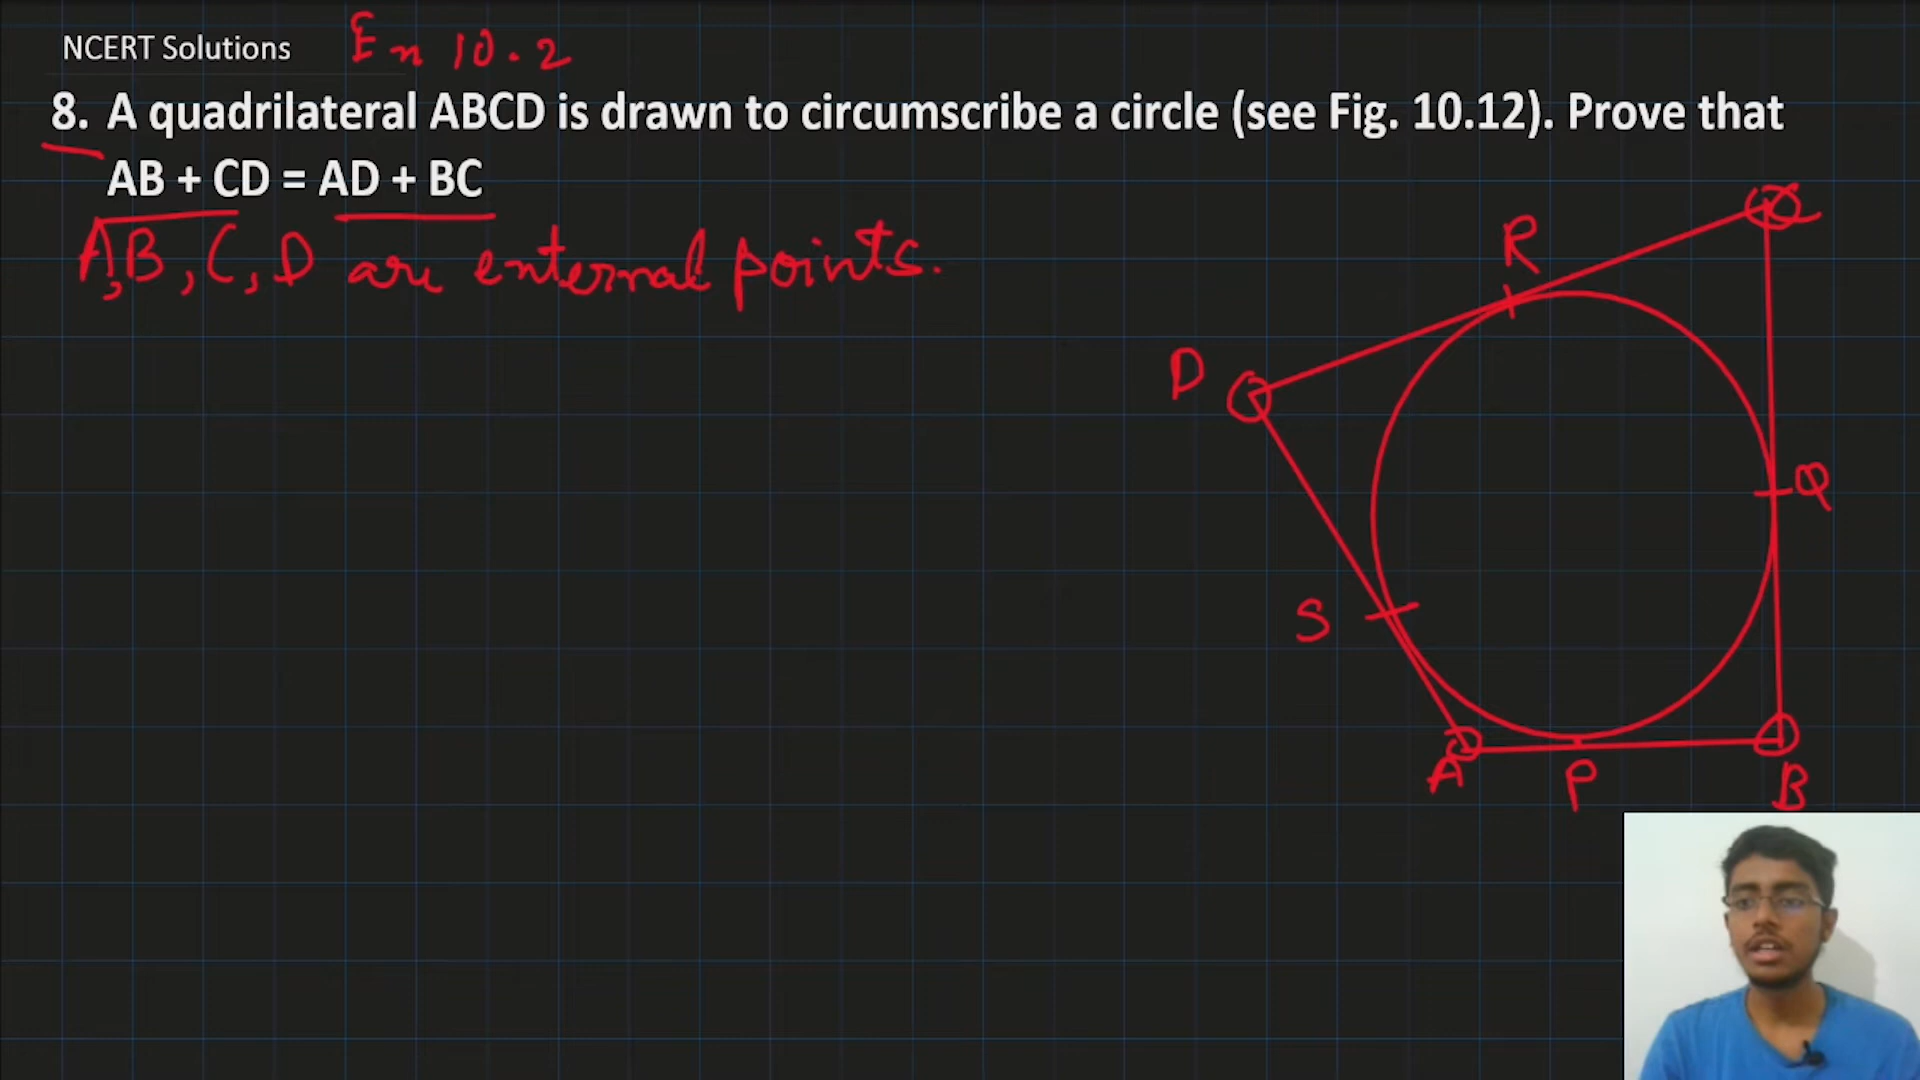 NCERT Solutions Ex 10.2
8. A quadrilateral ABCD is drawn to circumscribe a circle (see Fig. 10.12). Prove that
AB + CD = AD + BC
A, B, C, D are external points.
R
D
Q
S
A
P
B